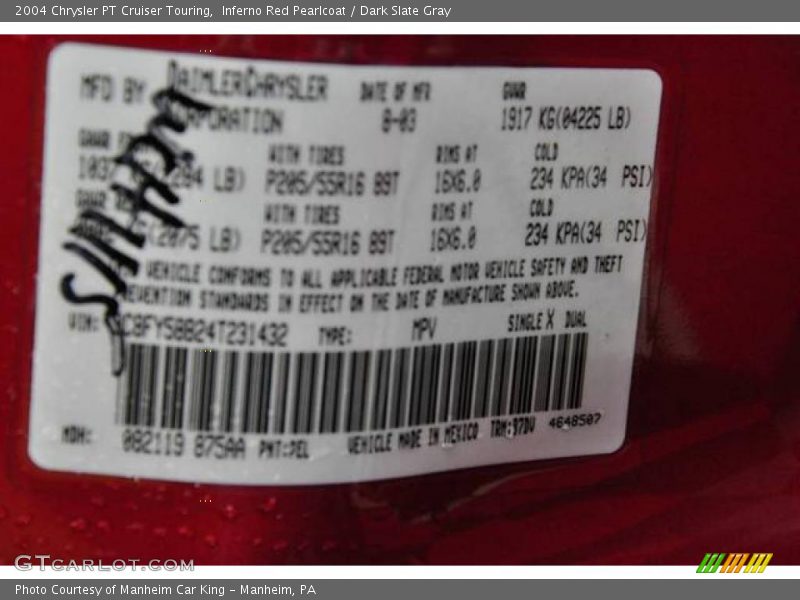 2004 Chrysler PT Cruiser Touring,  Inferno Red Pearlcoat / Dark Slate Gray
MFD BY DAIMLERCHRYSLER CORPORATION DATE OF MFR 8-03 GVWR 1917 KG(04225 LB)
WITH TIRES RIMS AT COLD
LB) P205/55R16 89T 16X6.0 234 KPA(34 PSI)
WITH TIRES RIMS AT COLD
(2075 LB) P205/55R16 89T 16X6.0 234 KPA(34 PSI)
VEHICLE CONFORMS TO ALL APPLICABLE FEDERAL MOTOR VEHICLE SAFETY AND THEFT
PREVENTION STANDARDS IN EFFECT ON THE DATE OF MANUFACTURE SHOWN ABOVE.
VIN: TYPE: MPV SINGLE X DUAL
MDH: 082119 875AA PNT:PEL VEHICLE MADE IN MEXICO TRM:97DV 4648507
GTCARLOT.COM
Photo Courtesy of Manheim Car King - Manheim, PA